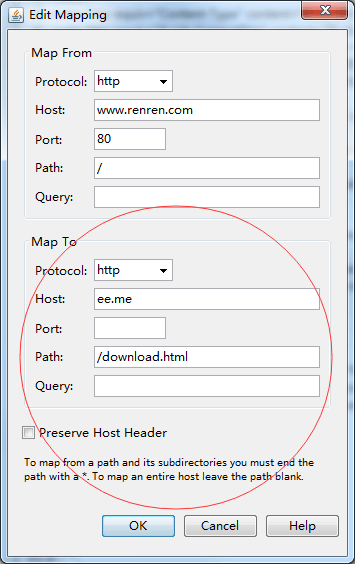 Edit Mapping
Map From
Protocol: http
Host: www.renren.com
Port: 80
Path: /
Query:
Map To
Protocol: http
Host: ee.me
Port:
Path: /download.html
Query:
Preserve Host Header
To map from a path and its subdirectories you must end the
path with a *. To map an entire host leave the path blank.
OK Cancel Help